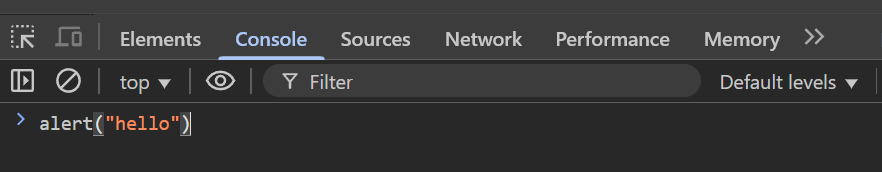 Elements Console Sources Network Performance Memory
top Filter Default levels
alert("hello")